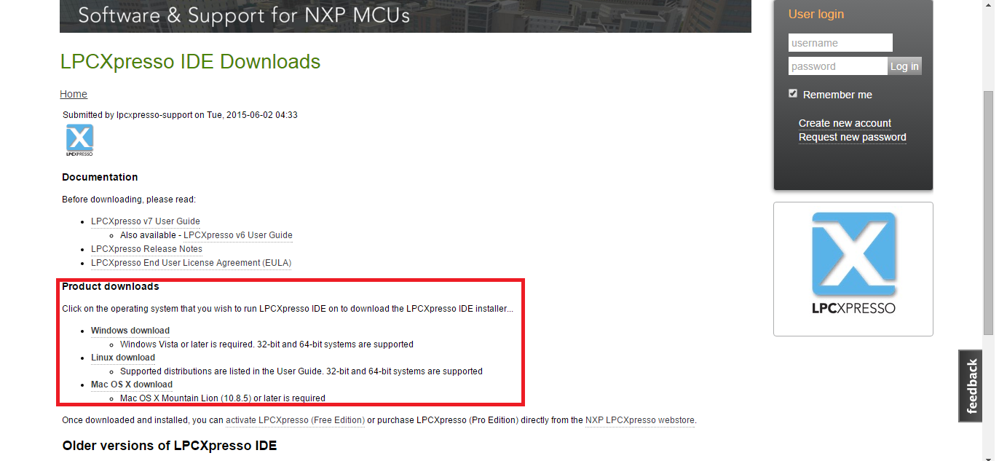 Software & Support for NXP MCUs
LPCXpresso IDE Downloads
Home
Submitted by lpcxpresso-support on Tue, 2015-06-02 04:33
LPCXPRESSO
Documentation
Before downloading, please read:
LPCXpresso v7 User Guide
Also available - LPCXpresso v6 User Guide
LPCXpresso Release Notes
LPCXpresso End User License Agreement (EULA)
Product downloads
Click on the operating system that you wish to run LPCXpresso IDE on to download the LPCXpresso IDE installer...
Windows download
Windows Vista or later is required. 32-bit and 64-bit systems are supported
Linux download
Supported distributions are listed in the User Guide. 32-bit and 64-bit systems are supported
Mac OS X download
Mac OS X Mountain Lion (10.8.5) or later is required
Once downloaded and installed, you can activate LPCXpresso (Free Edition) or purchase LPCXpresso (Pro Edition) directly from the NXP LPCXpresso webstore.
Older versions of LPCXpresso IDE
User login
username
password
Log in
Remember me
Create new account
Request new password
LPCXPRESSO
feedback